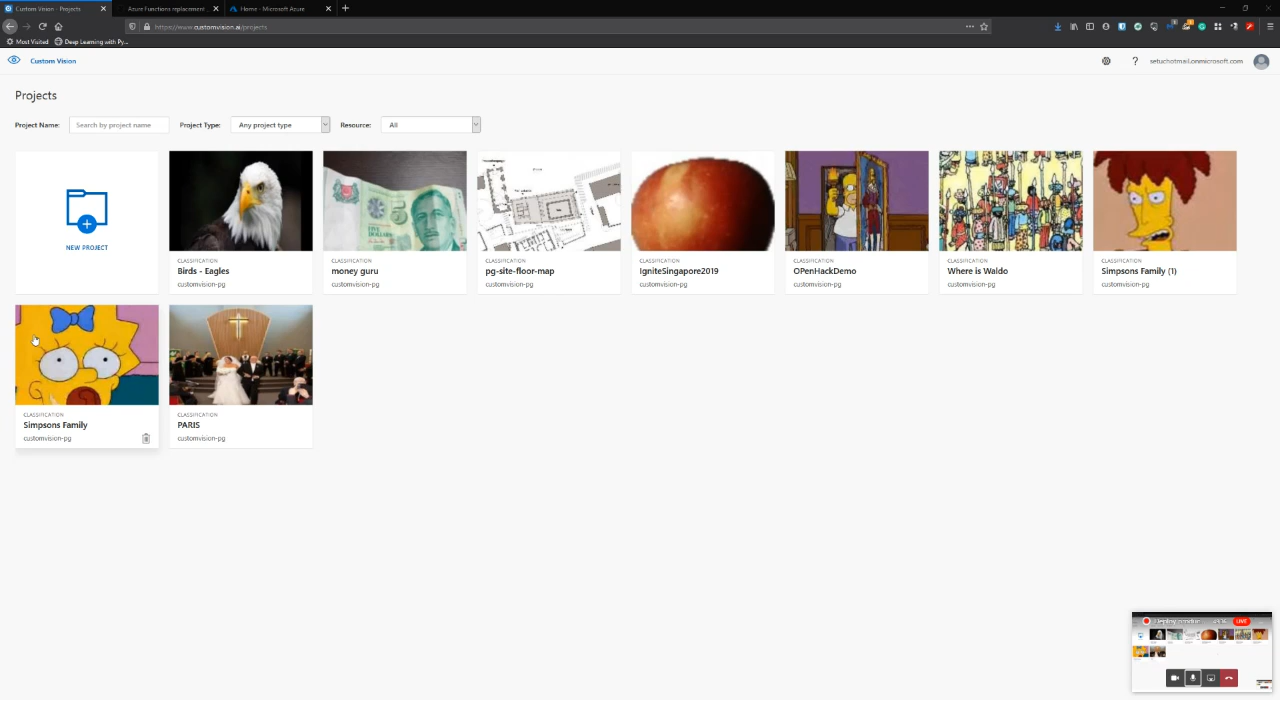 Custom Vision - Projects
Azure Functions replacement
Home - Microsoft Azure
https://www.customvision.ai/projects
Most Visited
Deep Learning with Py...
Custom Vision
?
setuchotmail.onmicrosoft.com
Projects
Project Name:
Search by project name
Project Type:
Any project type
Resource:
All
NEW PROJECT
CLASSIFICATION
Birds - Eagles
customvision-pg
CLASSIFICATION
money guru
customvision-pg
CLASSIFICATION
pg-site-floor-map
customvision-pg
CLASSIFICATION
IgniteSingapore2019
customvision-pg
CLASSIFICATION
OPenHackDemo
customvision-pg
CLASSIFICATION
Where is Waldo
customvision-pg
CLASSIFICATION
Simpsons Family (1)
customvision-pg
CLASSIFICATION
Simpsons Family
customvision-pg
CLASSIFICATION
PARIS
customvision-pg
LIVE